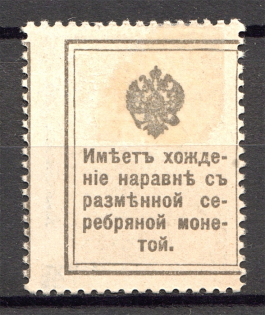 Имѣетъ хожде-
ніе наравнѣ съ
размѣнной се-
ребряной моне-
той.